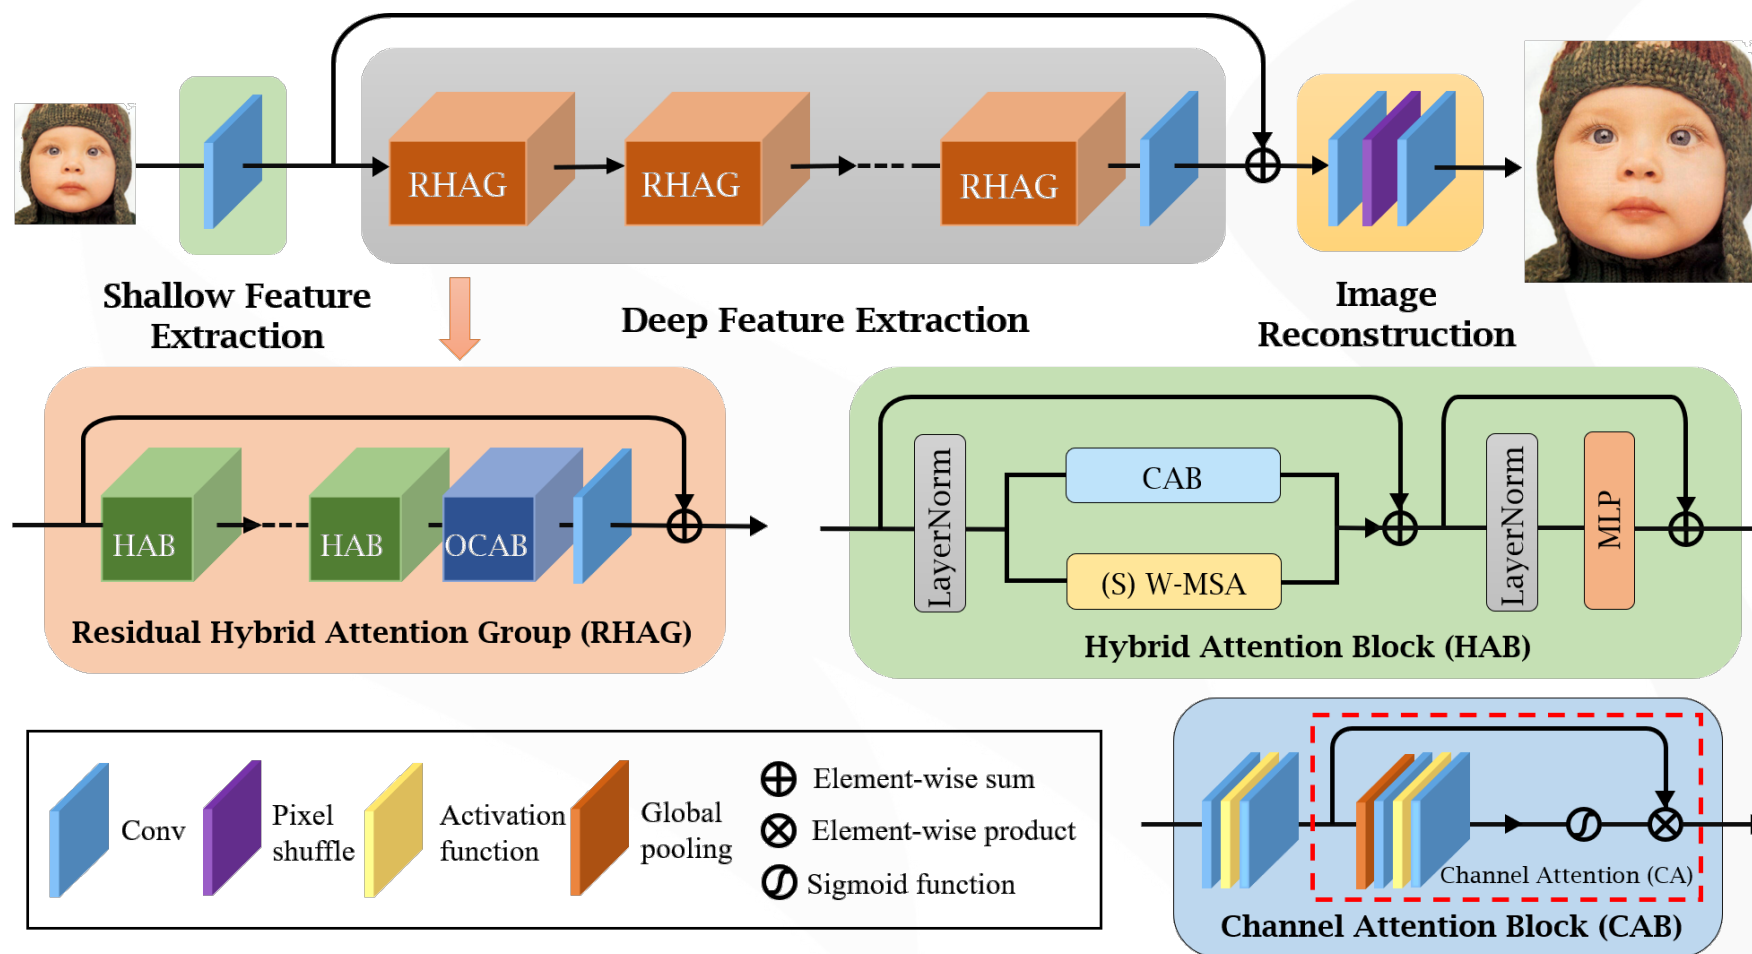 RHAG
RHAG
RHAG
Shallow Feature
Extraction
Deep Feature Extraction
Image
Reconstruction
HAB
HAB
OCAB
Residual Hybrid Attention Group (RHAG)
LayerNorm
CAB
(S) W-MSA
LayerNorm
MLP
Hybrid Attention Block (HAB)
Conv
Pixel
shuffle
Activation
function
Global
pooling
Element-wise sum
Element-wise product
Sigmoid function
Channel Attention (CA)
Channel Attention Block (CAB)